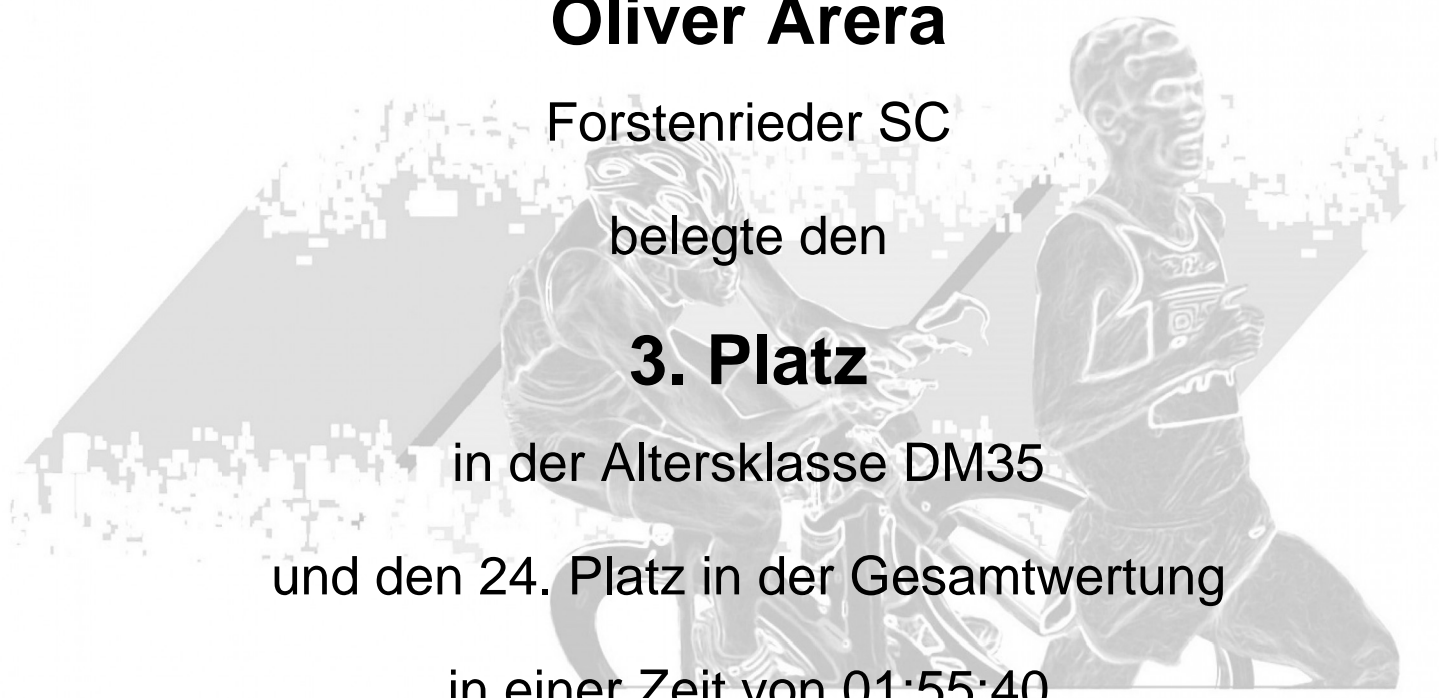 Oliver Arera
Forstenrieder SC
belegte den
3. Platz
in der Altersklasse DM35
und den 24. Platz in der Gesamtwertung
in einer Zeit von 01:55:40